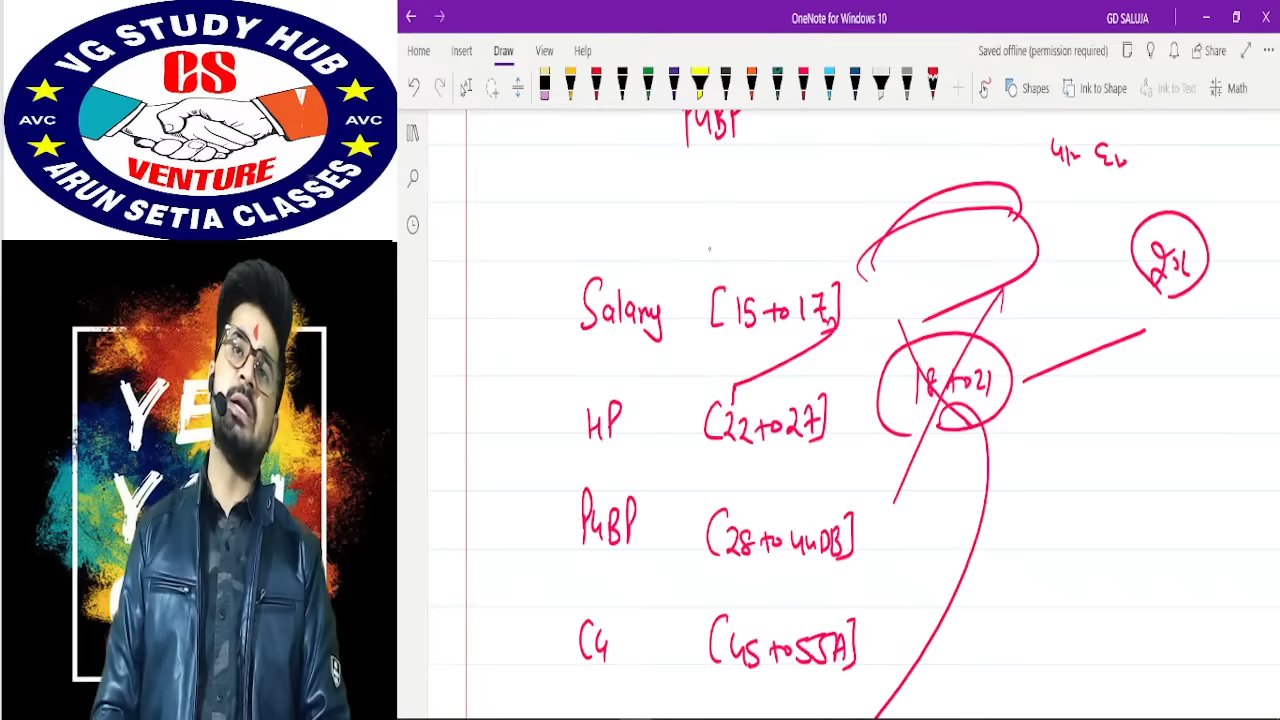 VG STUDY HUB
CS
AVC
AVC
VENTURE
ARUN SETIA CLASSES
OneNote for Windows 10
GD SALUJA
Home Insert Draw View Help
Saved offline (permission required)
Share
Shapes
Ink to Shape
Ink to Text
Math
PGBP
Salary [15 to 17]
18 to 21
HP [22 to 27]
PGBP [28 to 44DB]
CG [45 to 55A]
YE
Y